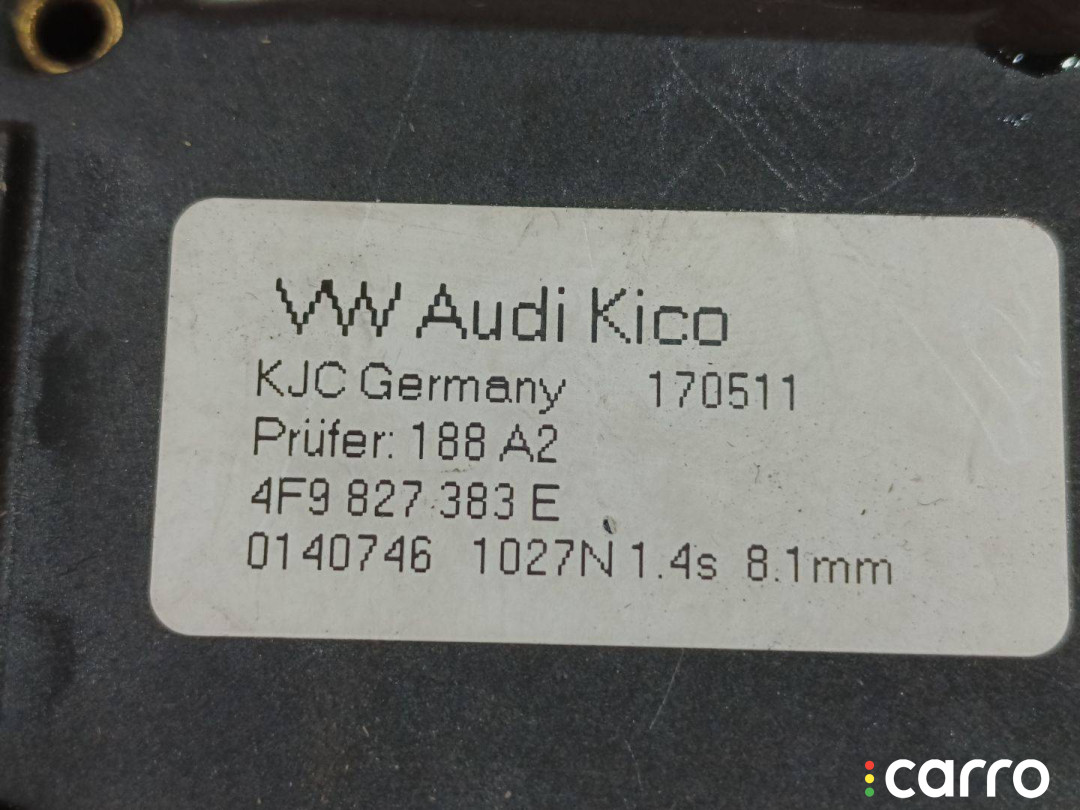 VW Audi Kico
KJC Germany 170511
Prüfer: 188 A2
4F9 827 383 E
0140746 1027N 1.4s 8.1mm
carro